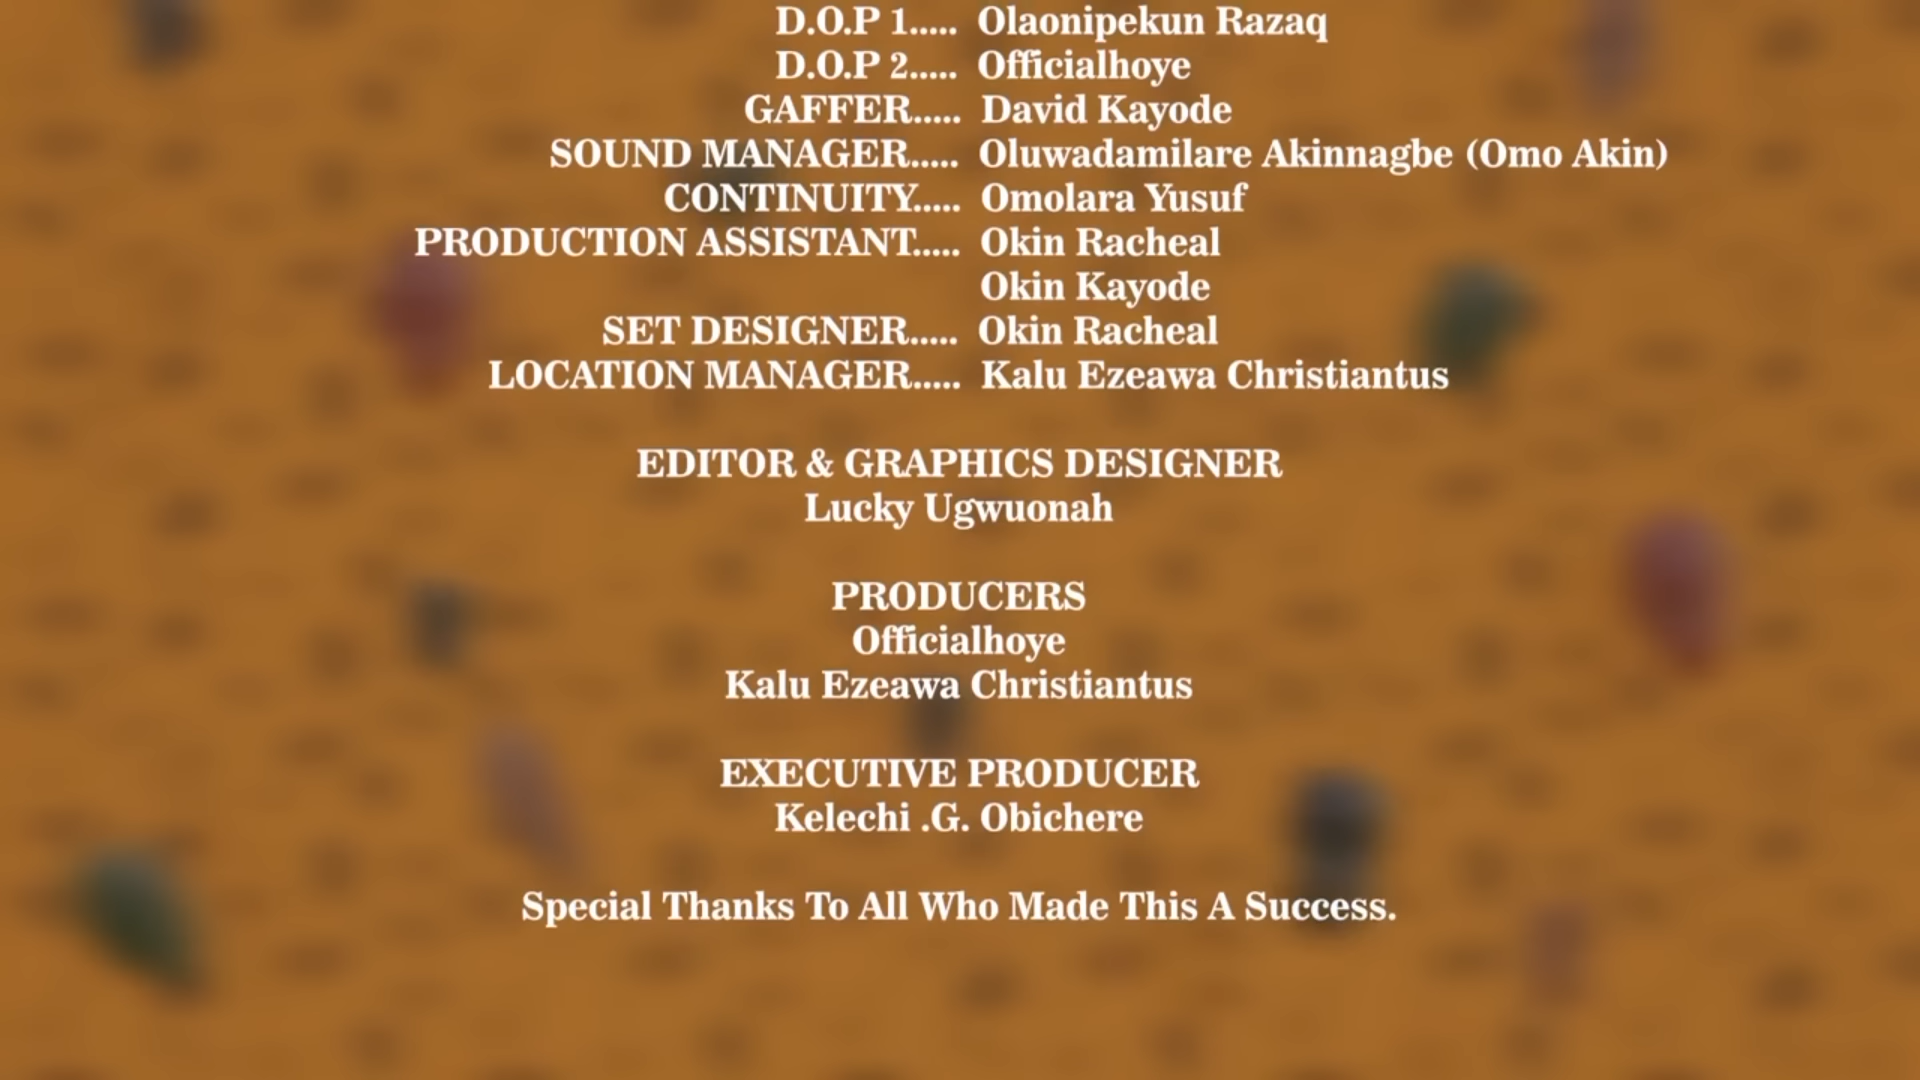 D.O.P 1..... Olaonipekun Razaq
D.O.P 2..... Officialhoye
GAFFER..... David Kayode
SOUND MANAGER..... Oluwadamilare Akinnagbe (Omo Akin)
CONTINUITY..... Omolara Yusuf
PRODUCTION ASSISTANT..... Okin Racheal
Okin Kayode
SET DESIGNER..... Okin Racheal
LOCATION MANAGER..... Kalu Ezeawa Christiantus
EDITOR & GRAPHICS DESIGNER
Lucky Ugwuonah
PRODUCERS
Officialhoye
Kalu Ezeawa Christiantus
EXECUTIVE PRODUCER
Kelechi .G. Obichere
Special Thanks To All Who Made This A Success.